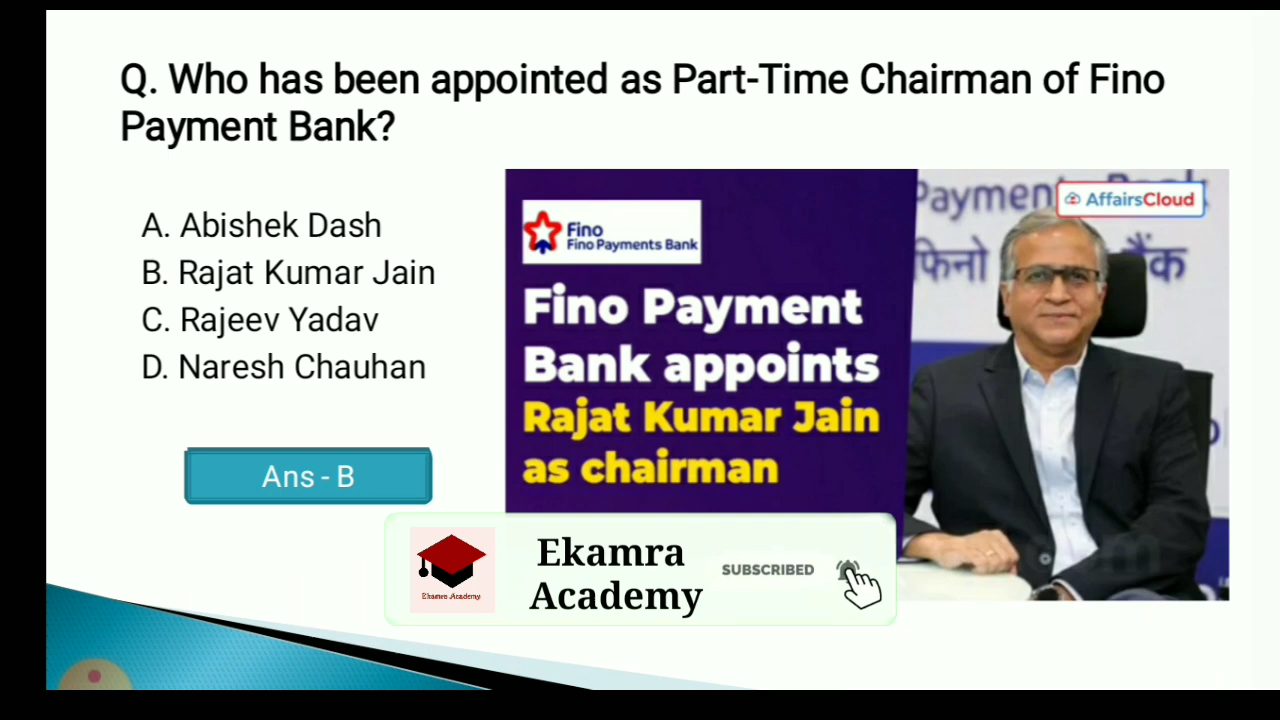 Q. Who has been appointed as Part-Time Chairman of Fino
Payment Bank?
A. Abishek Dash
B. Rajat Kumar Jain
C. Rajeev Yadav
D. Naresh Chauhan
Ans - B
Fino
Fino Payments Bank
Fino Payment
Bank appoints
Rajat Kumar Jain
as chairman
Payment
AffairsCloud
फिनो
बैंक
Ekamra Academy
Ekamra
Academy
SUBSCRIBED